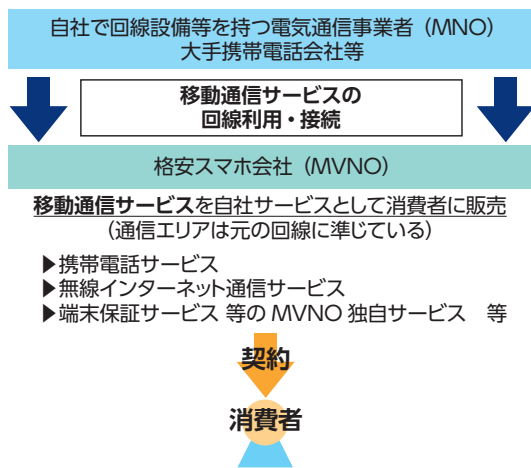 自社で回線設備等を持つ電気通信事業者（MNO）
大手携帯電話会社等
移動通信サービスの
回線利用・接続
格安スマホ会社（MVNO）
移動通信サービスを自社サービスとして消費者に販売
（通信エリアは元の回線に準じている）
▶携帯電話サービス
▶無線インターネット通信サービス
▶端末保証サービス 等の MVNO 独自サービス　等
契約
消費者